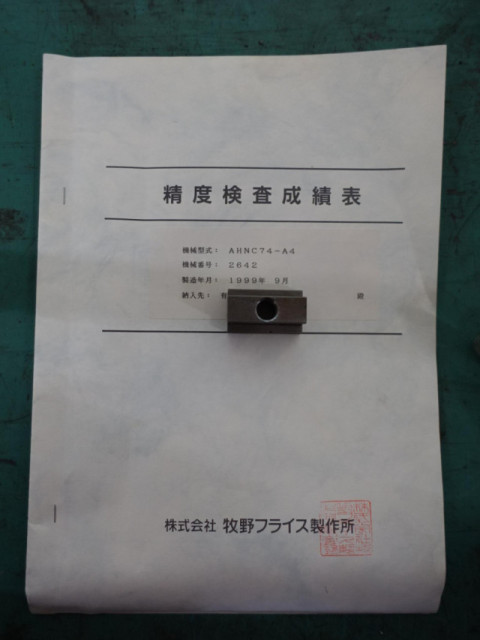 精度検査成績表
機械型式： AHNC74-A4
機械番号： 2642
製造年月： 1999年 9月
納入先： 殿
株式会社 牧野フライス製作所